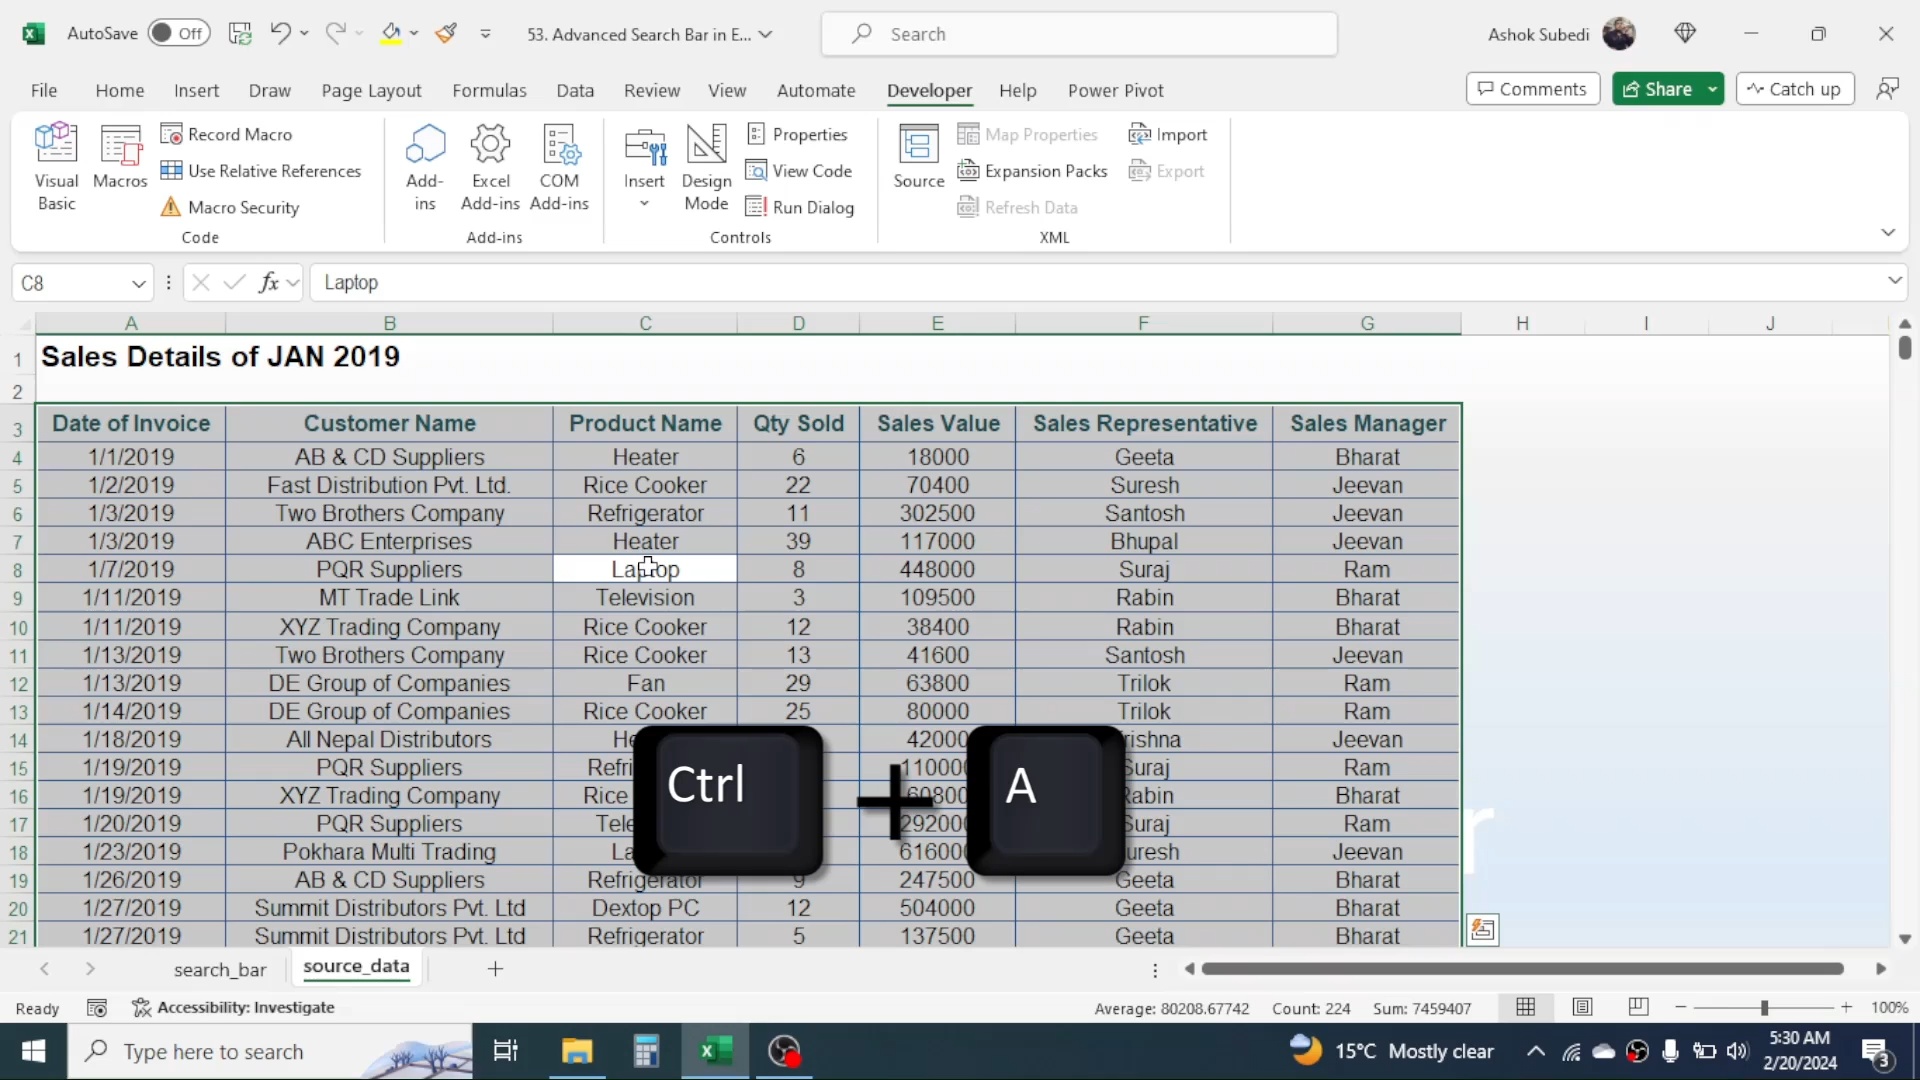 AutoSave Off 53. Advanced Search Bar in E... Search Ashok Subedi
File Home Insert Draw Page Layout Formulas Data Review View Automate Developer Help Power Pivot Comments Share Catch up
Visual Basic
Macros
Record Macro
Use Relative References
Macro Security
Code
Add-ins
Excel Add-ins
COM Add-ins
Add-ins
Insert
Design Mode
Properties
View Code
Run Dialog
Controls
Source
Map Properties
Expansion Packs
Refresh Data
Import
Export
XML
C8 fx Laptop
A B C D E F G H I J
1 Sales Details of JAN 2019
2
3 Date of Invoice Customer Name Product Name Qty Sold Sales Value Sales Representative Sales Manager
4 1/1/2019 AB & CD Suppliers Heater 6 18000 Geeta Bharat
5 1/2/2019 Fast Distribution Pvt. Ltd. Rice Cooker 22 70400 Suresh Jeevan
6 1/3/2019 Two Brothers Company Refrigerator 11 302500 Santosh Jeevan
7 1/3/2019 ABC Enterprises Heater 39 117000 Bhupal Jeevan
8 1/7/2019 PQR Suppliers Laptop 8 448000 Suraj Ram
9 1/11/2019 MT Trade Link Television 3 109500 Rabin Bharat
10 1/11/2019 XYZ Trading Company Rice Cooker 12 38400 Rabin Bharat
11 1/13/2019 Two Brothers Company Rice Cooker 13 41600 Santosh Jeevan
12 1/13/2019 DE Group of Companies Fan 29 63800 Trilok Ram
13 1/14/2019 DE Group of Companies Rice Cooker 25 80000 Trilok Ram
14 1/18/2019 All Nepal Distributors 42000 Jeevan
15 1/19/2019 PQR Suppliers Suraj Ram
16 1/19/2019 XYZ Trading Company Rice Rabin Bharat
17 1/20/2019 PQR Suppliers 292000 Suraj Ram
18 1/23/2019 Pokhara Multi Trading 616000 Jeevan
19 1/26/2019 AB & CD Suppliers Refrigerator 9 247500 Geeta Bharat
20 1/27/2019 Summit Distributors Pvt. Ltd Dextop PC 12 504000 Geeta Bharat
21 1/27/2019 Summit Distributors Pvt. Ltd Refrigerator 5 137500 Geeta Bharat
Ctrl + A
search_bar source_data +
Ready Accessibility: Investigate Average: 80208.67742 Count: 224 Sum: 7459407 100%
Type here to search 15°C Mostly clear 5:30 AM
2/20/2024 3